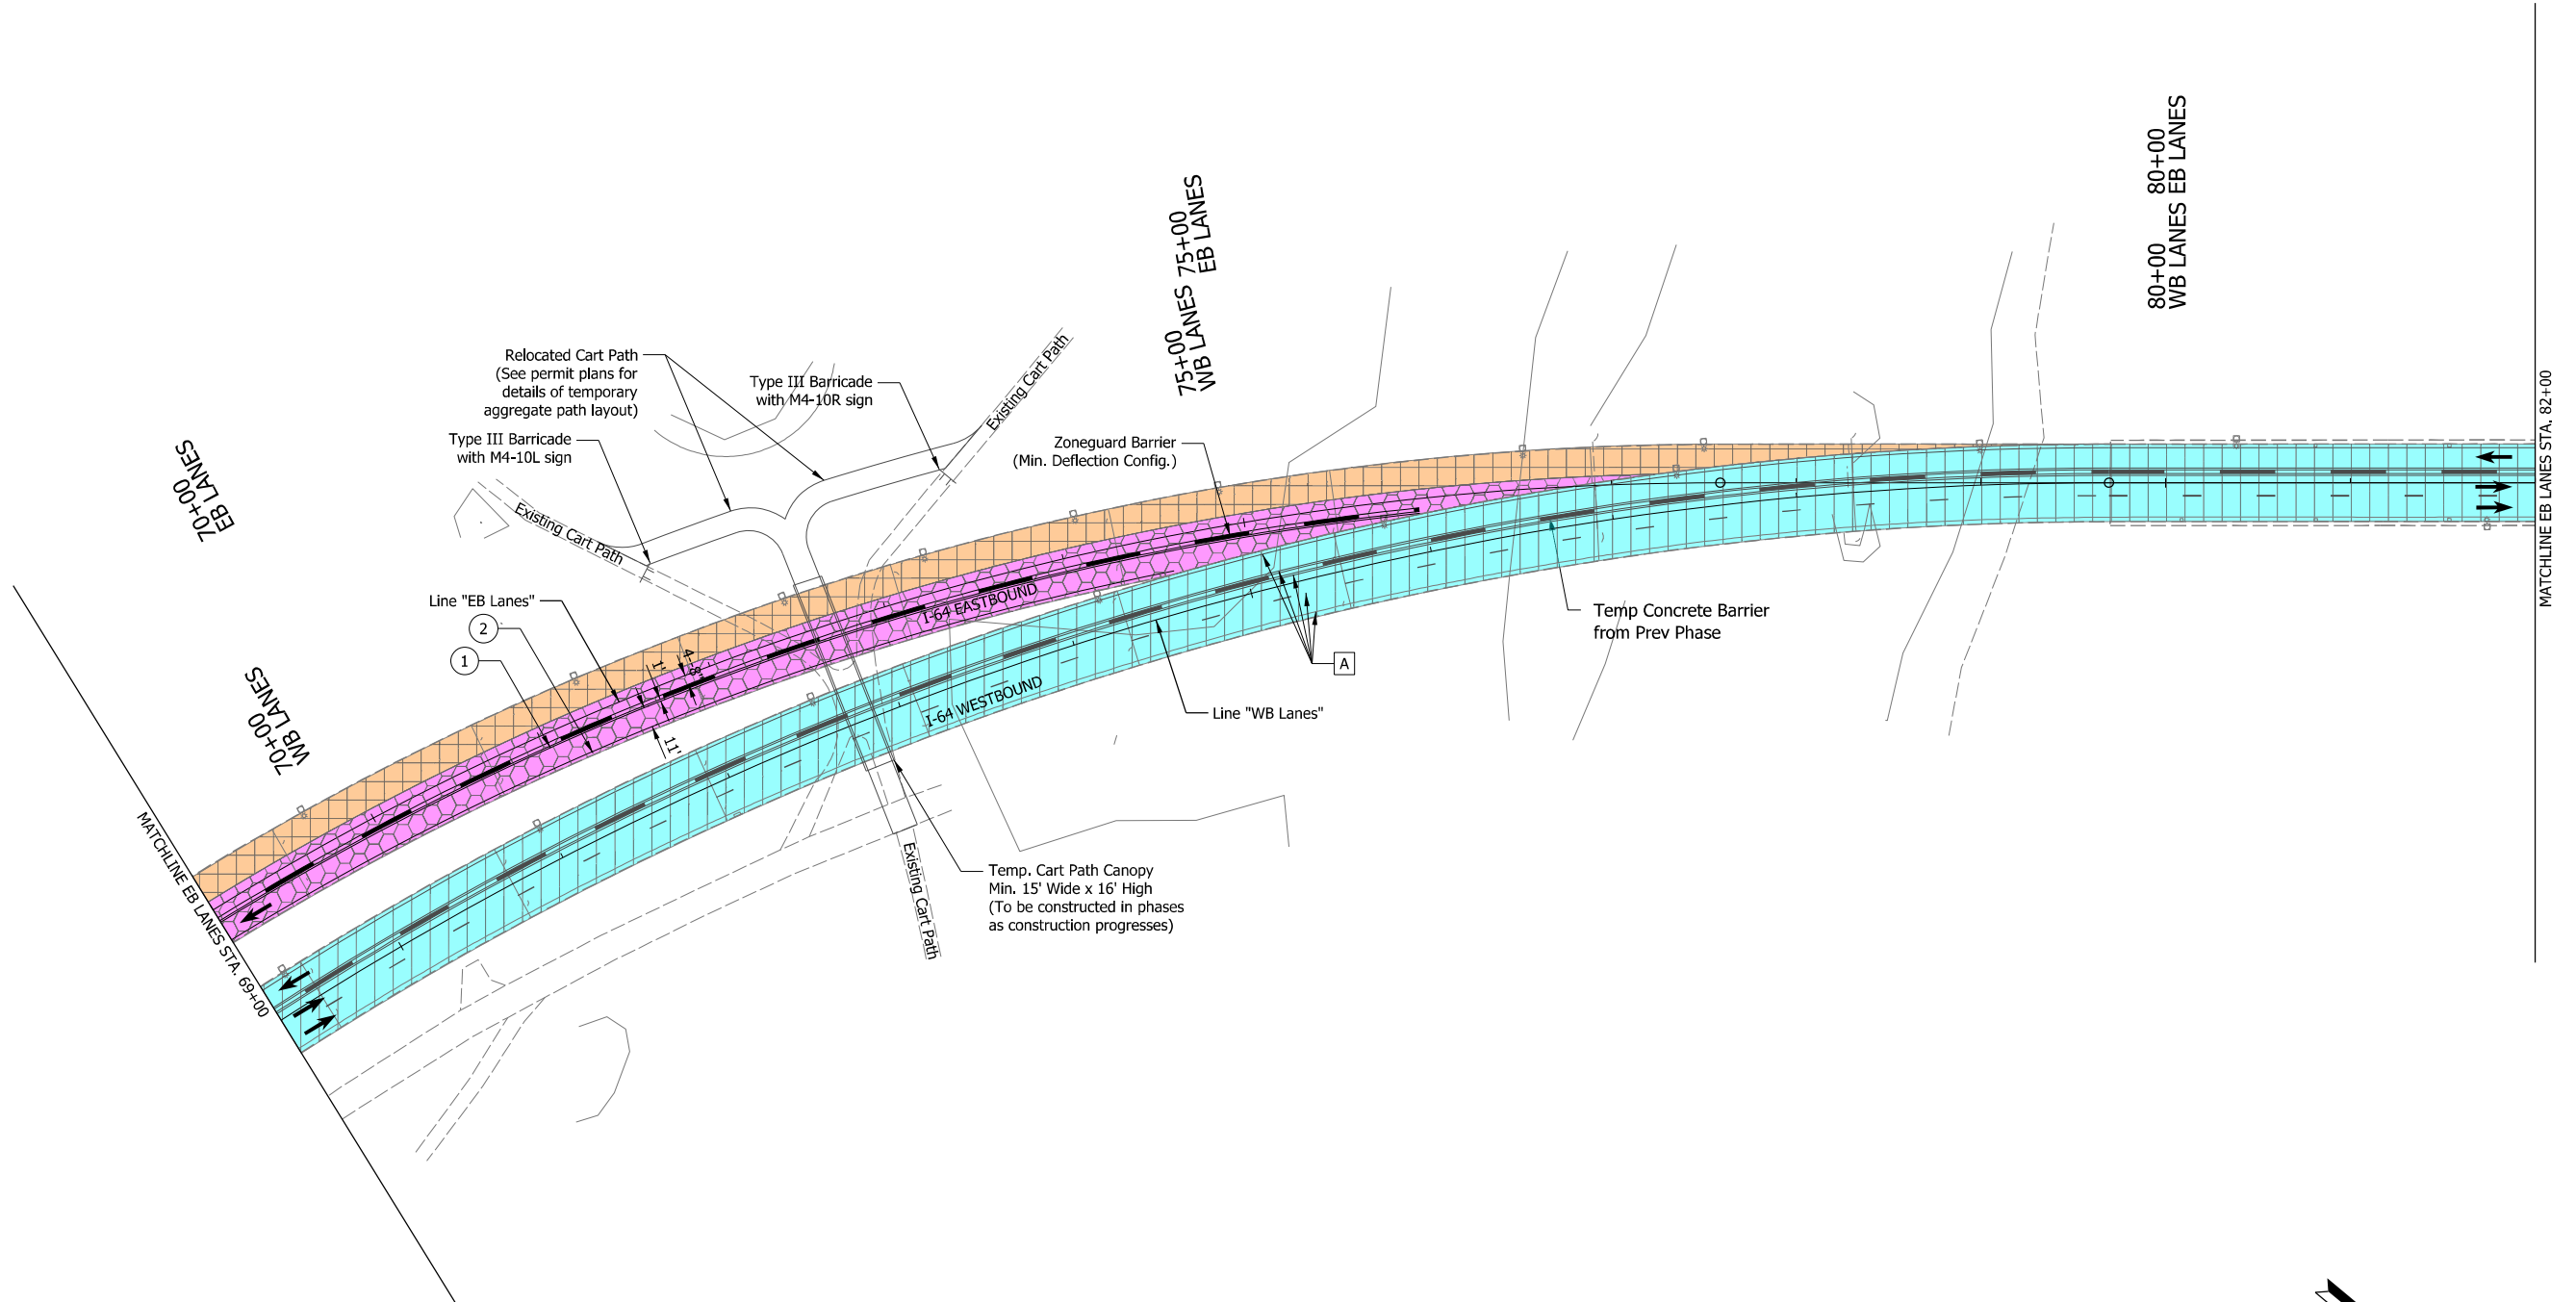 80+00 80+00
WB LANES EB LANES
75+00 75+00
WB LANES EB LANES
70+00
EB LANES
70+00
WB LANES
Relocated Cart Path
(See permit plans for
details of temporary
aggregate path layout)
Type III Barricade
with M4-10R sign
Existing Cart Path
Type III Barricade
with M4-10L sign
Existing Cart Path
Zoneguard Barrier
(Min. Deflection Config.)
Line "EB Lanes"
2
1
1'
4-8'
11'
I-64 EASTBOUND
I-64 WESTBOUND
Temp Concrete Barrier
from Prev Phase
A
Line "WB Lanes"
Temp. Cart Path Canopy
Min. 15' Wide x 16' High
(To be constructed in phases
as construction progresses)
Existing Cart Path
MATCHLINE EB LANES STA. 69+00
MATCHLINE EB LANES STA. 82+00